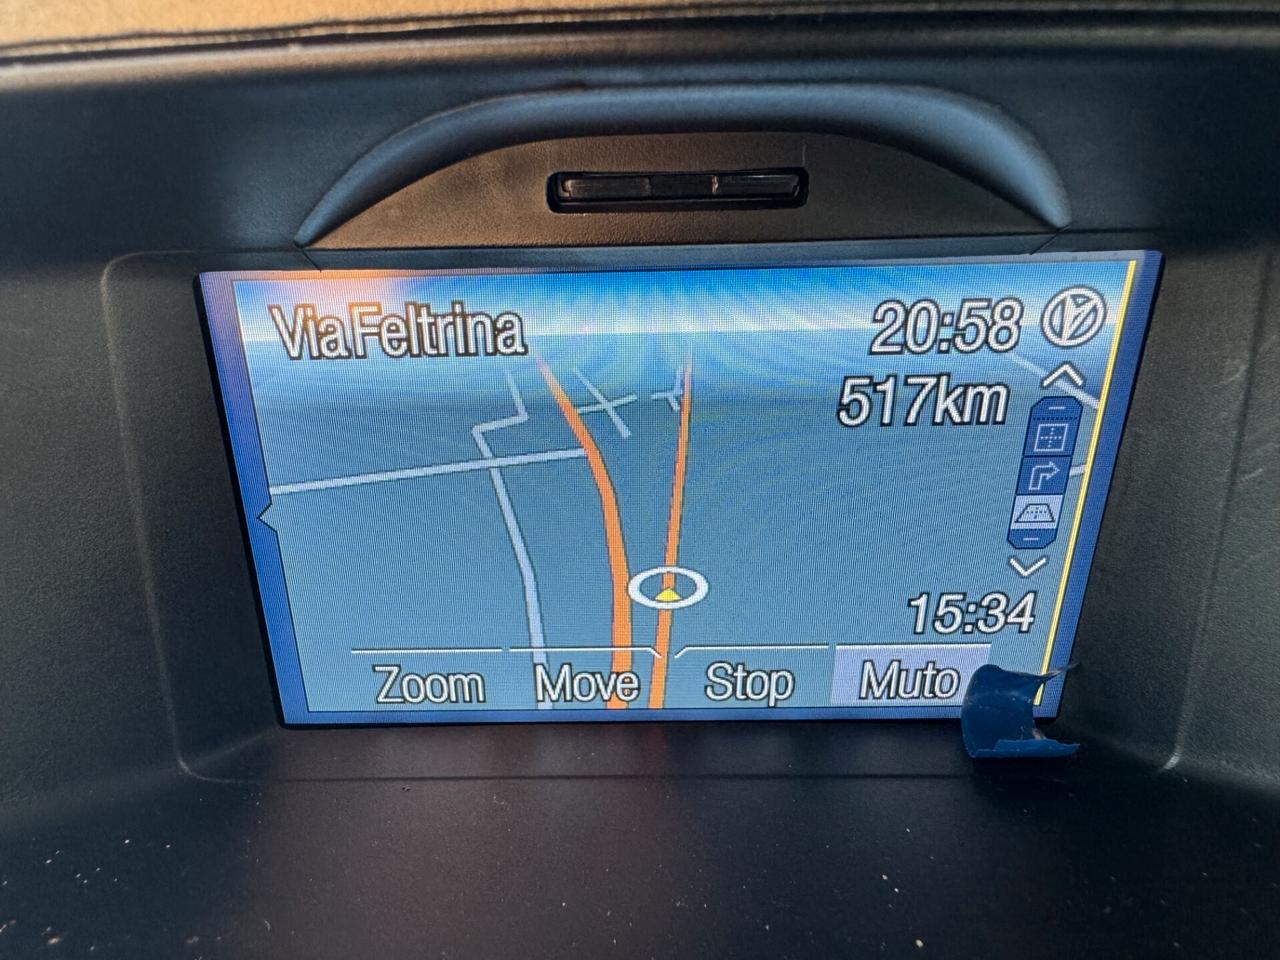 Via Feltrina
20:58
517km
15:34
Zoom Move Stop Muto